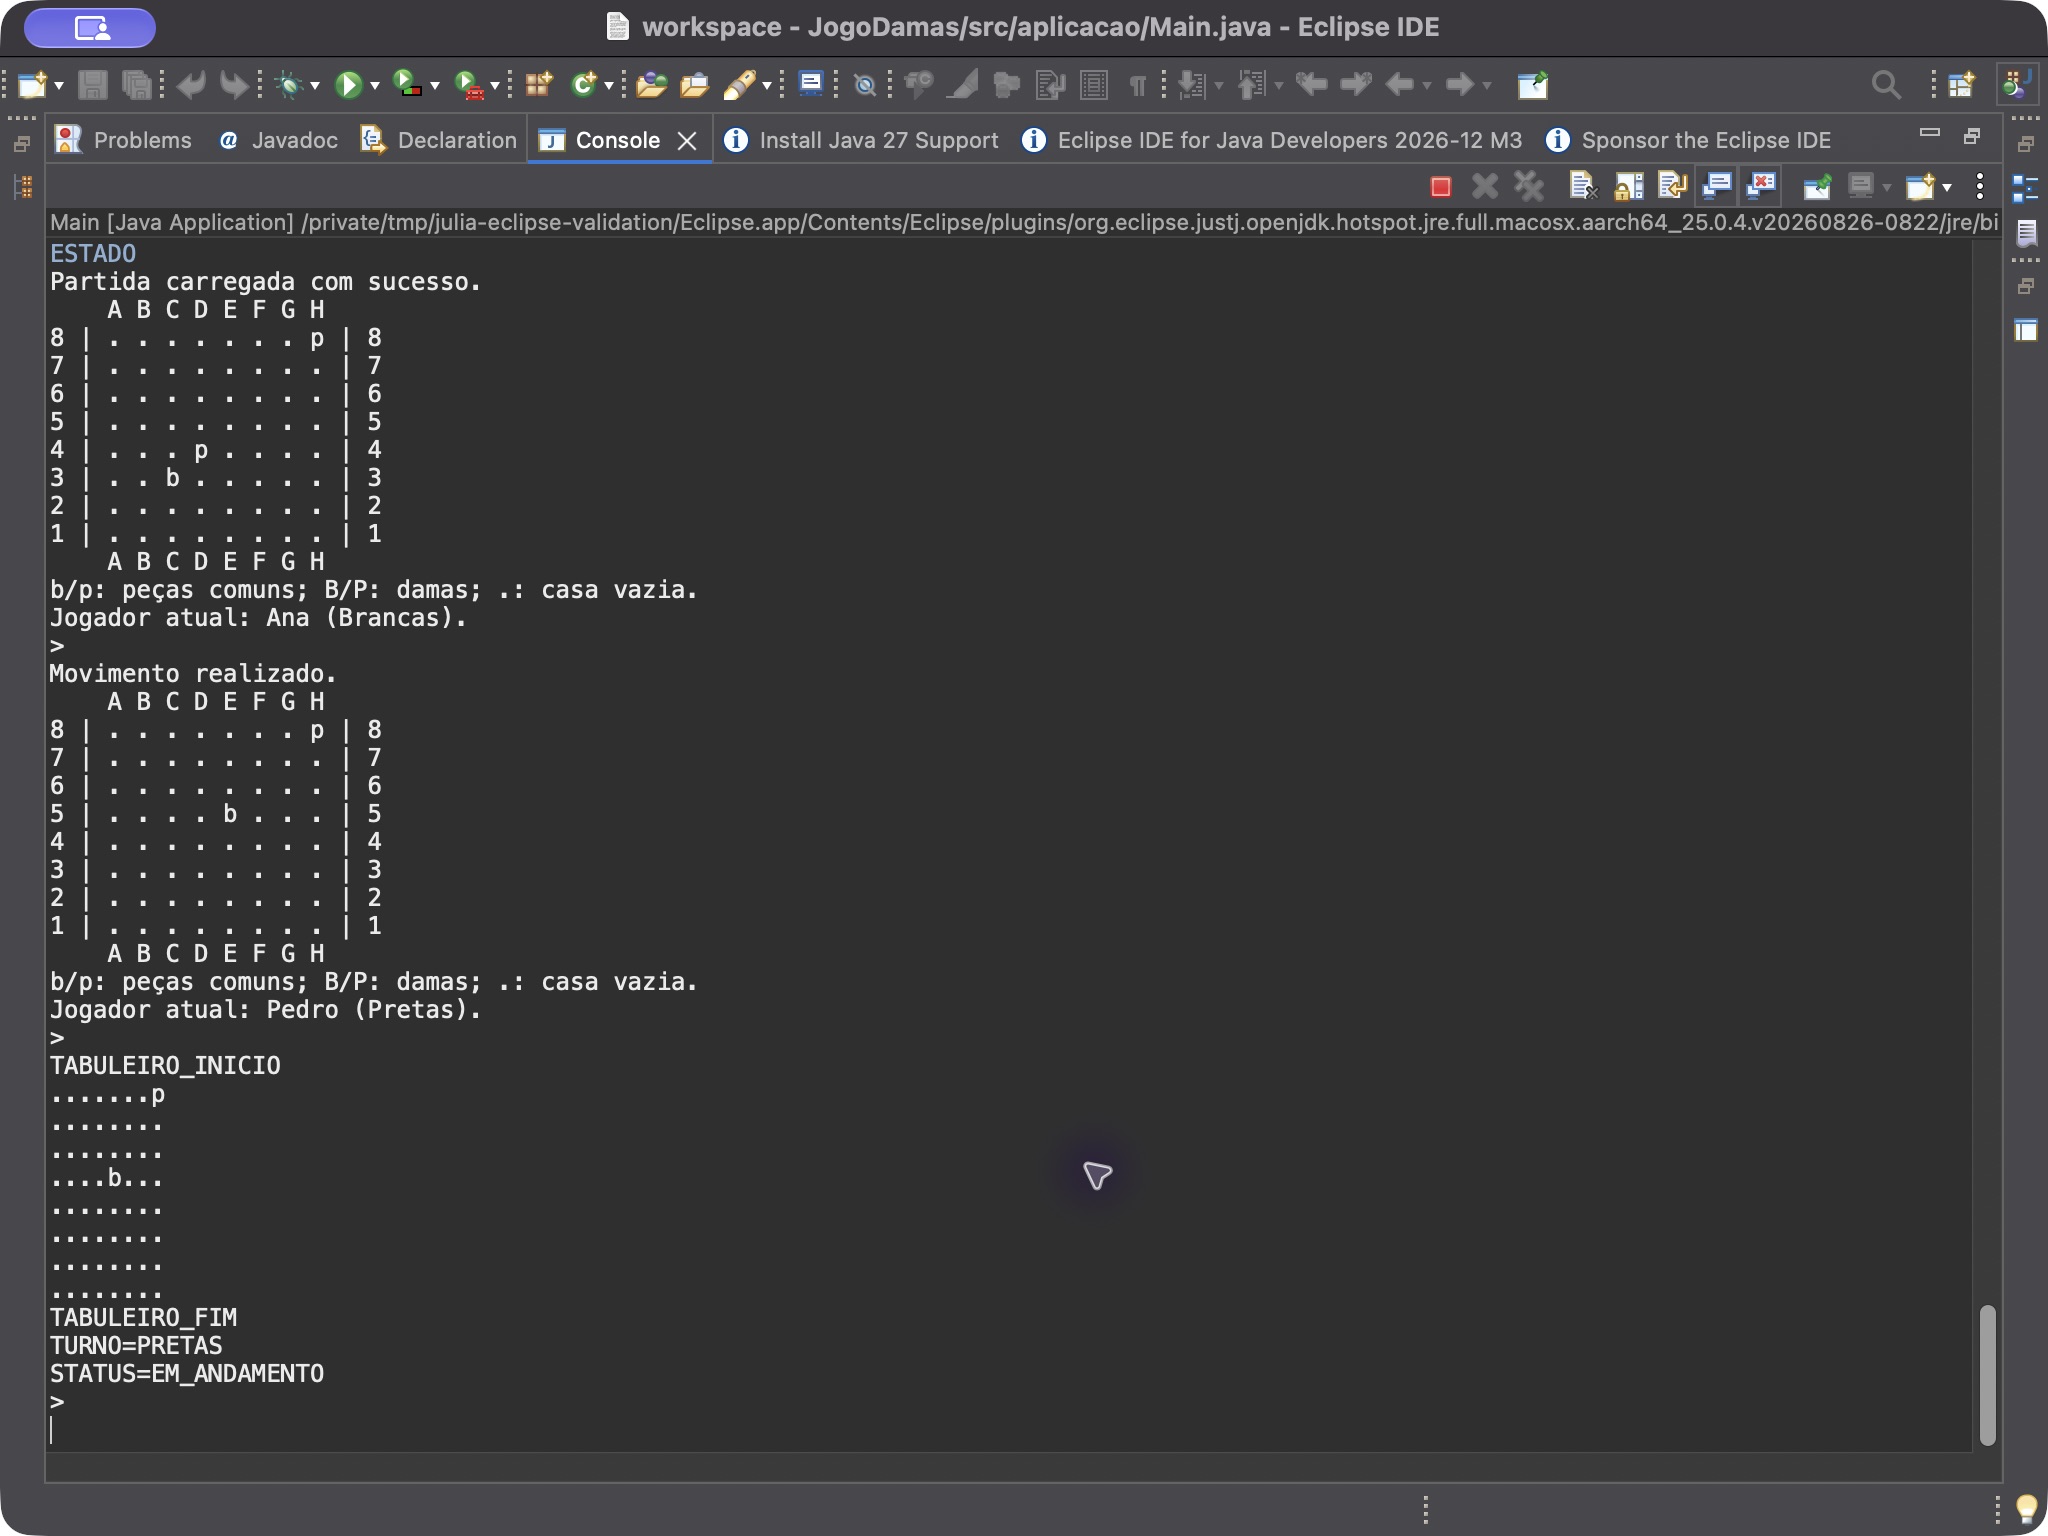 workspace - JogoDamas/src/aplicacao/Main.java - Eclipse IDE
Problems @ Javadoc Declaration Console Install Java 27 Support Eclipse IDE for Java Developers 2026-12 M3 Sponsor the Eclipse IDE
Main [Java Application] /private/tmp/julia-eclipse-validation/Eclipse.app/Contents/Eclipse/plugins/org.eclipse.justj.openjdk.hotspot.jre.full.macosx.aarch64_25.0.4.v20260826-0822/jre/bi
ESTADO
Partida carregada com sucesso.
    A B C D E F G H
8 | . . . . . . . p | 8
7 | . . . . . . . . | 7
6 | . . . . . . . . | 6
5 | . . . . . . . . | 5
4 | . . . p . . . . | 4
3 | . . b . . . . . | 3
2 | . . . . . . . . | 2
1 | . . . . . . . . | 1
    A B C D E F G H
b/p: peças comuns; B/P: damas; .: casa vazia.
Jogador atual: Ana (Brancas).
>
Movimento realizado.
    A B C D E F G H
8 | . . . . . . . p | 8
7 | . . . . . . . . | 7
6 | . . . . . . . . | 6
5 | . . . . b . . . | 5
4 | . . . . . . . . | 4
3 | . . . . . . . . | 3
2 | . . . . . . . . | 2
1 | . . . . . . . . | 1
    A B C D E F G H
b/p: peças comuns; B/P: damas; .: casa vazia.
Jogador atual: Pedro (Pretas).
>
TABULEIRO_INICIO
.......p
........
........
....b...
........
........
........
........
TABULEIRO_FIM
TURNO=PRETAS
STATUS=EM_ANDAMENTO
>